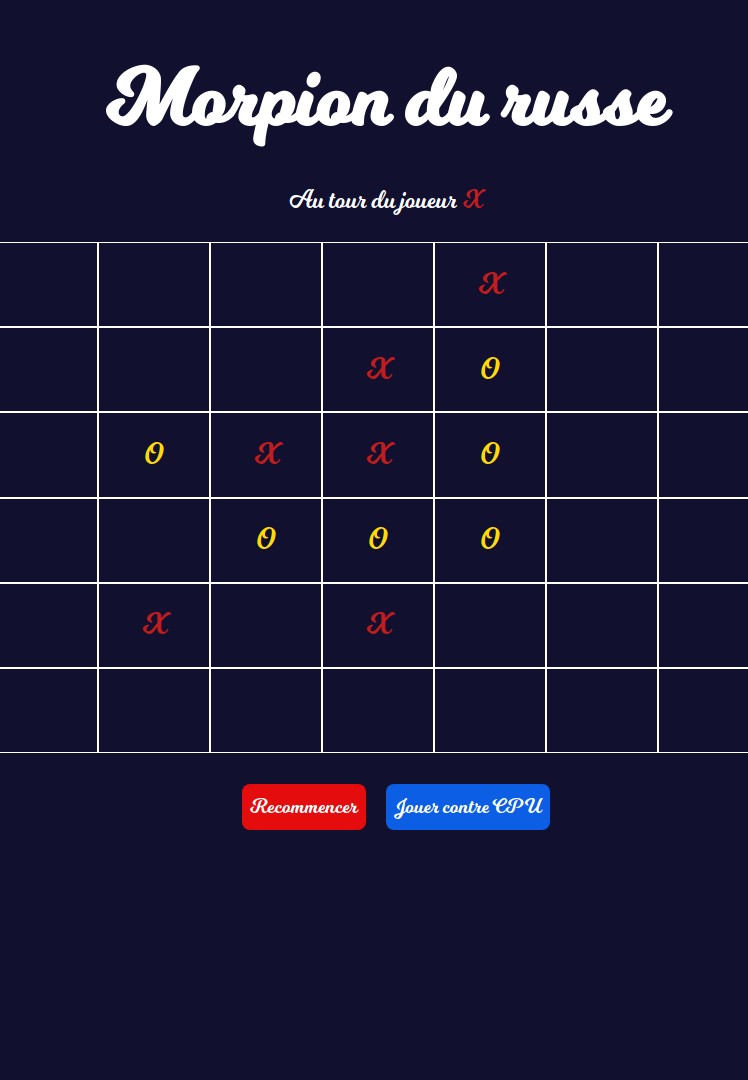 Morpion du russe
Au tour du joueur X
X
X O
O X X O
O O O
X X
Recommencer Jouer contre CPU